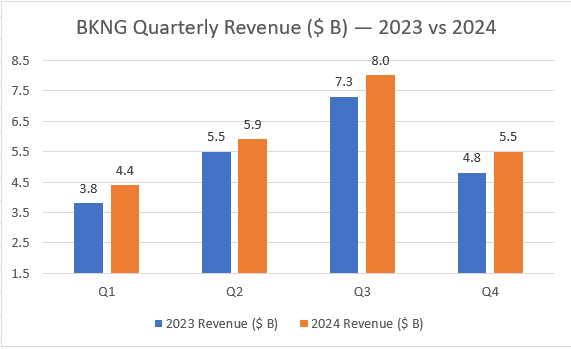 BKNG Quarterly Revenue ($ B) — 2023 vs 2024
8.5
7.5
6.5
5.5
4.5
3.5
2.5
1.5
3.8
4.4
5.5
5.9
7.3
8.0
4.8
5.5
Q1
Q2
Q3
Q4
2023 Revenue ($ B)
2024 Revenue ($ B)